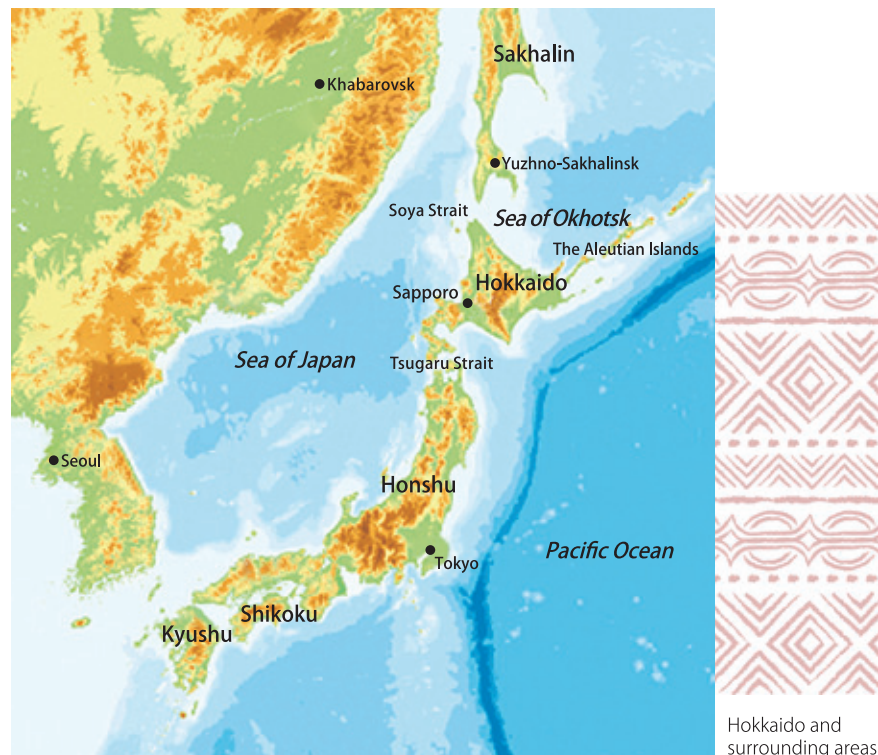 Sakhalin
Khabarovsk
Yuzhno-Sakhalinsk
Soya Strait
Sea of Okhotsk
The Aleutian Islands
Hokkaido
Sapporo
Sea of Japan
Tsugaru Strait
Seoul
Honshu
Pacific Ocean
Tokyo
Shikoku
Kyushu
Hokkaido and
surrounding areas